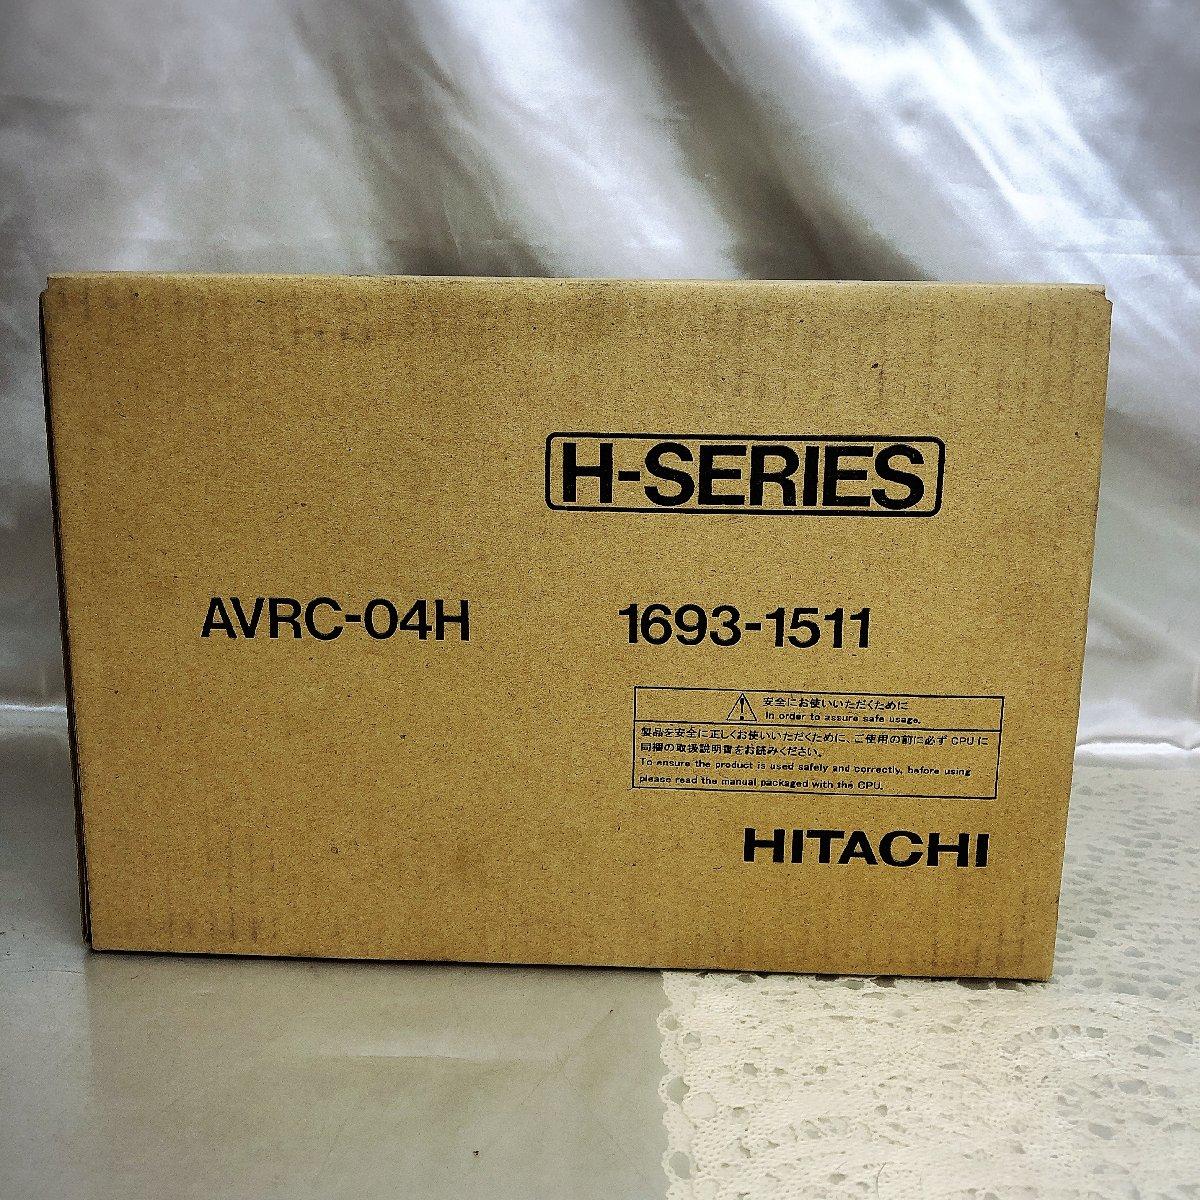 H-SERIES
AVRC-04H 1693-1511
安全にお使いいただくために
In order to assure safe usage.
製品を安全に正しくお使いいただくために、ご使用の前に必ず CPU に
同梱の取扱説明書をお読みください。
To ensure the product is used safely and correctly, before using
please read the manual packaged with the CPU.
HITACHI